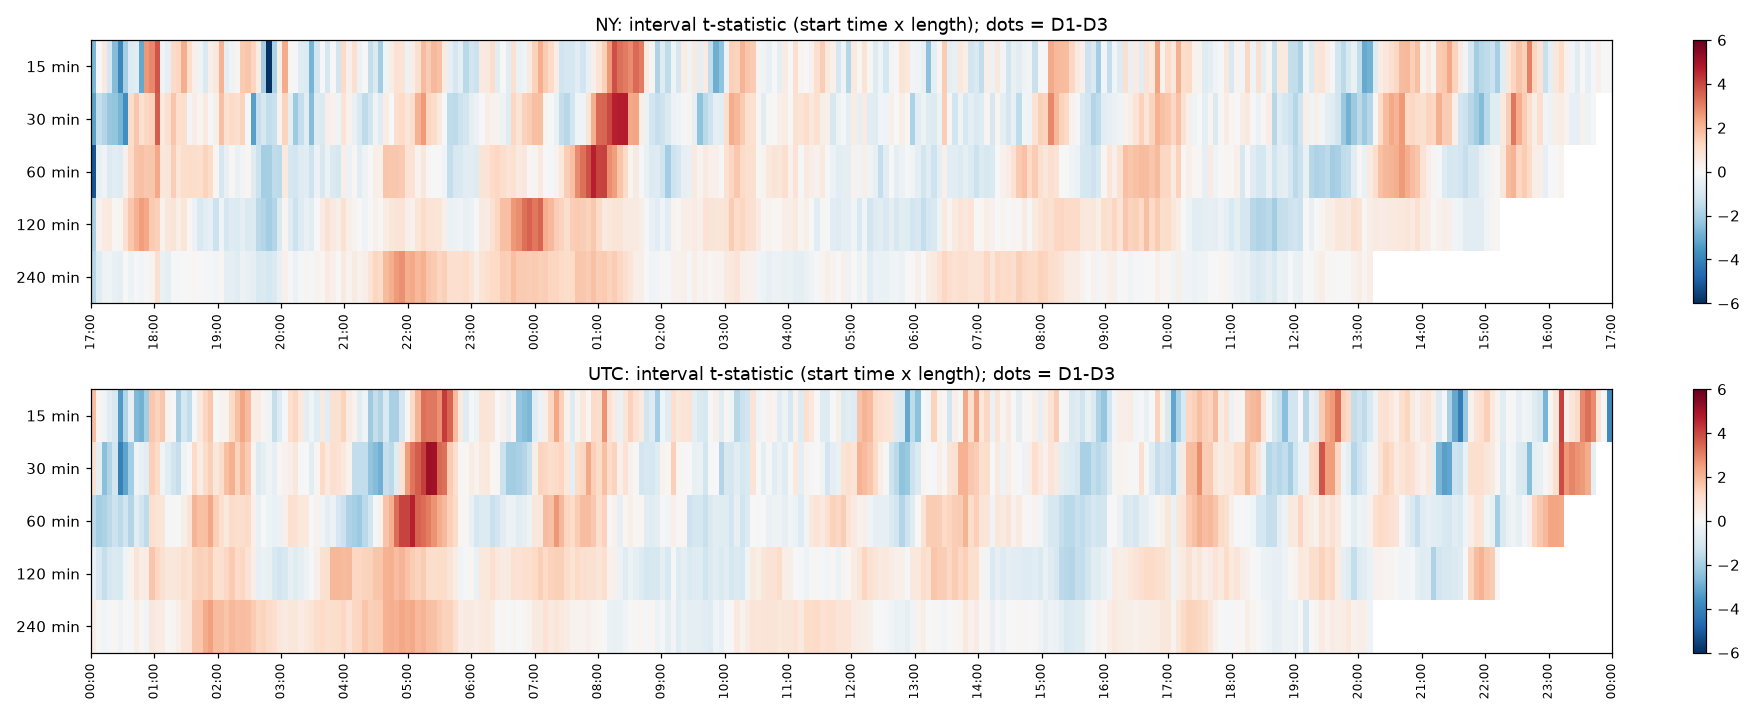 NY: interval t-statistic (start time x length); dots = D1-D3
15 min
30 min
60 min
120 min
240 min
17:00 18:00 19:00 20:00 21:00 22:00 23:00 00:00 01:00 02:00 03:00 04:00 05:00 06:00 07:00 08:00 09:00 10:00 11:00 12:00 13:00 14:00 15:00 16:00 17:00
6
4
2
0
−2
−4
−6
UTC: interval t-statistic (start time x length); dots = D1-D3
15 min
30 min
60 min
120 min
240 min
00:00 01:00 02:00 03:00 04:00 05:00 06:00 07:00 08:00 09:00 10:00 11:00 12:00 13:00 14:00 15:00 16:00 17:00 18:00 19:00 20:00 21:00 22:00 23:00 00:00
6
4
2
0
−2
−4
−6